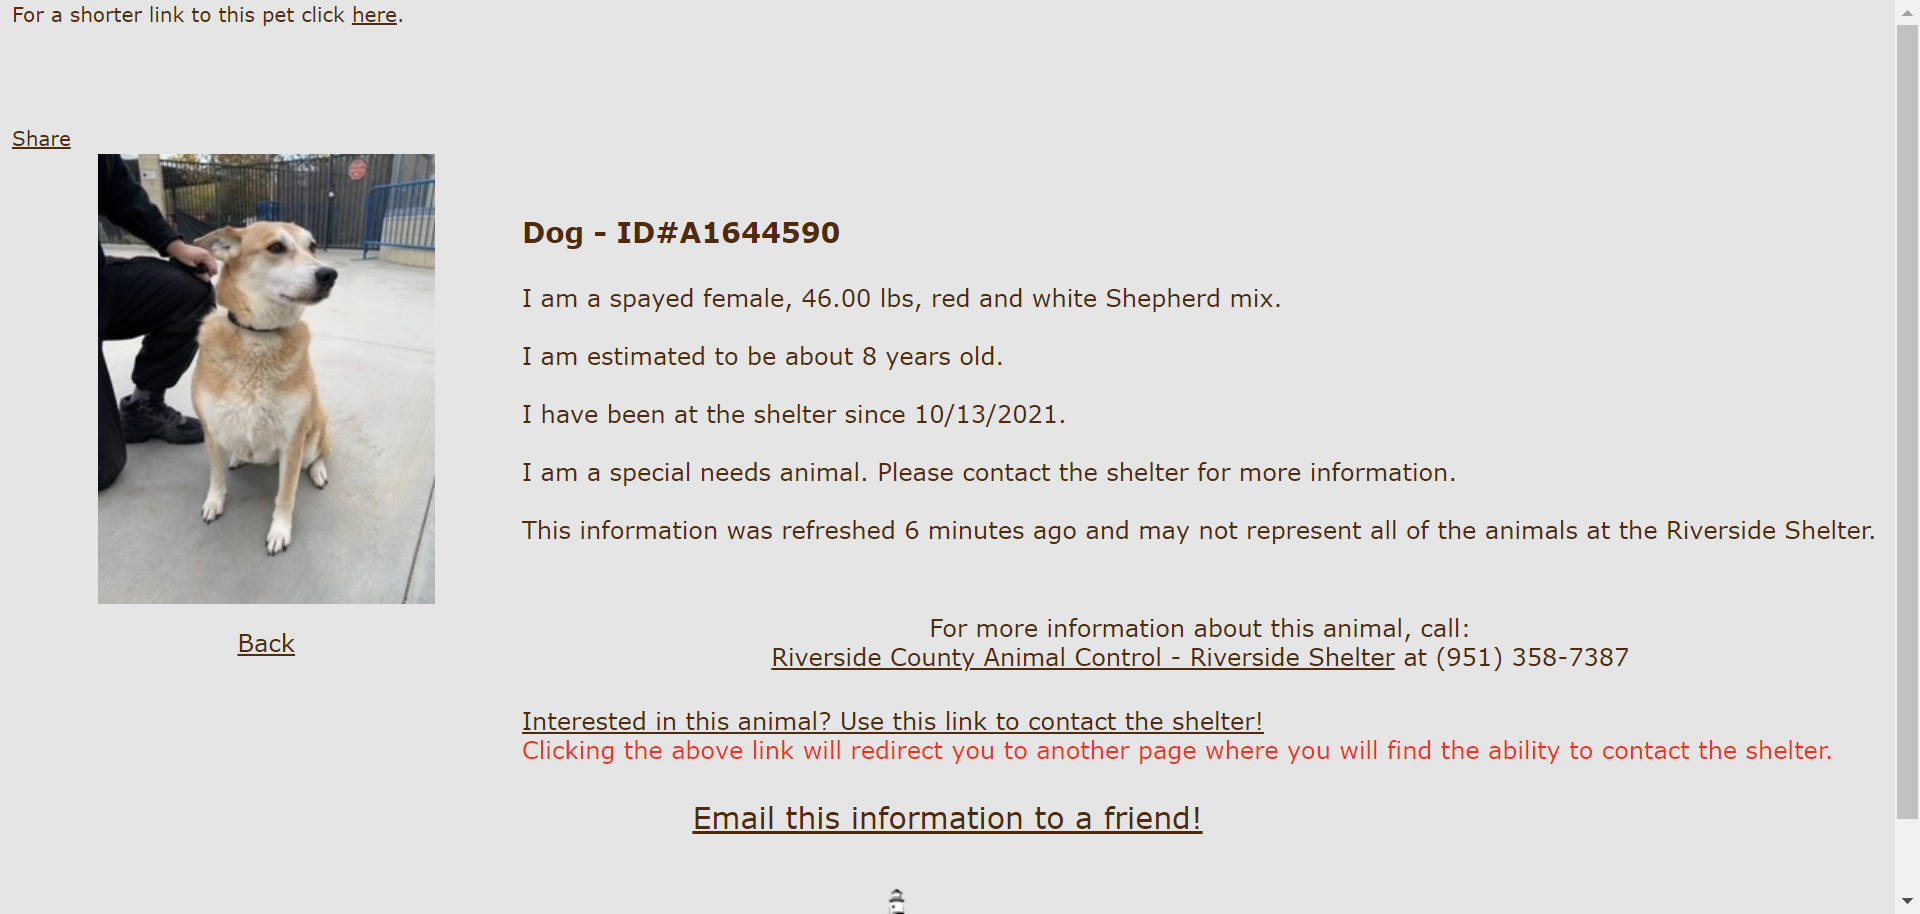 For a shorter link to this pet click here.
Share
Dog - ID#A1644590
I am a spayed female, 46.00 lbs, red and white Shepherd mix.
I am estimated to be about 8 years old.
I have been at the shelter since 10/13/2021.
I am a special needs animal. Please contact the shelter for more information.
This information was refreshed 6 minutes ago and may not represent all of the animals at the Riverside Shelter.
Back
For more information about this animal, call:
Riverside County Animal Control - Riverside Shelter at (951) 358-7387
Interested in this animal? Use this link to contact the shelter!
Clicking the above link will redirect you to another page where you will find the ability to contact the shelter.
Email this information to a friend!